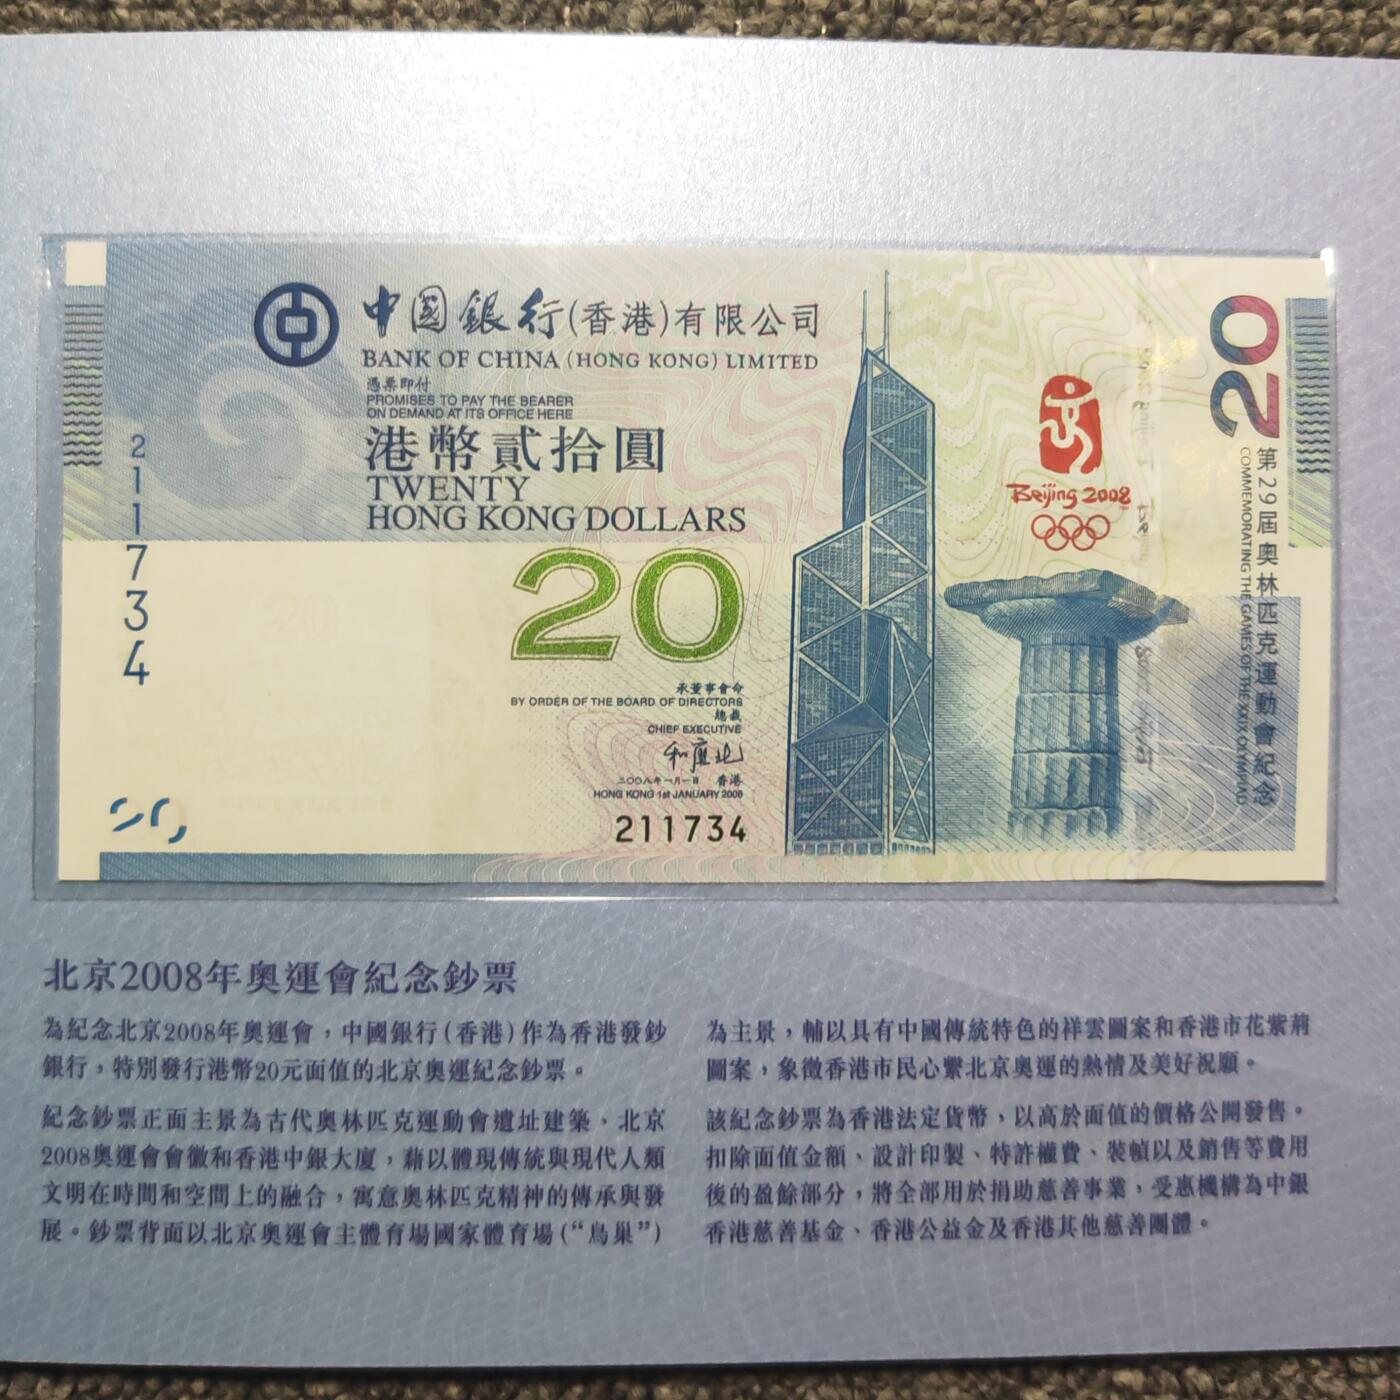 中國銀行(香港)有限公司
BANK OF CHINA (HONG KONG) LIMITED
憑票即付
PROMISES TO PAY THE BEARER
ON DEMAND AT ITS OFFICE HERE
港幣貳拾圓
TWENTY
HONG KONG DOLLARS
20
211734
承董事會命
BY ORDER OF THE BOARD OF DIRECTORS
總裁
CHIEF EXECUTIVE
二〇〇八年一月一日 香港
HONG KONG 1st JANUARY 2008
211734
Beijing 2008
20
第29屆奧林匹克運動會紀念
COMMEMORATING THE GAMES OF THE XXIX OLYMPIAD
北京2008年奧運會紀念鈔票
為紀念北京2008年奧運會，中國銀行(香港)作為香港發鈔
銀行，特別發行港幣20元面值的北京奧運紀念鈔票。
紀念鈔票正面主景為古代奧林匹克運動會遺址建築、北京
2008奧運會會徽和香港中銀大廈，藉以體現傳統與現代人類
文明在時間和空間上的融合，寓意奧林匹克精神的傳承與發
展。鈔票背面以北京奧運會主體育場國家體育場(“鳥巢”)
為主景，輔以具有中國傳統特色的祥雲圖案和香港市花紫荊
圖案，象徵香港市民心繫北京奧運的熱情及美好祝願。
該紀念鈔票為香港法定貨幣，以高於面值的價格公開發售。
扣除面值金額、設計印製、特許權費、裝幀以及銷售等費用
後的盈餘部分，將全部用於捐助慈善事業，受惠機構為中銀
香港慈善基金、香港公益金及香港其他慈善團體。